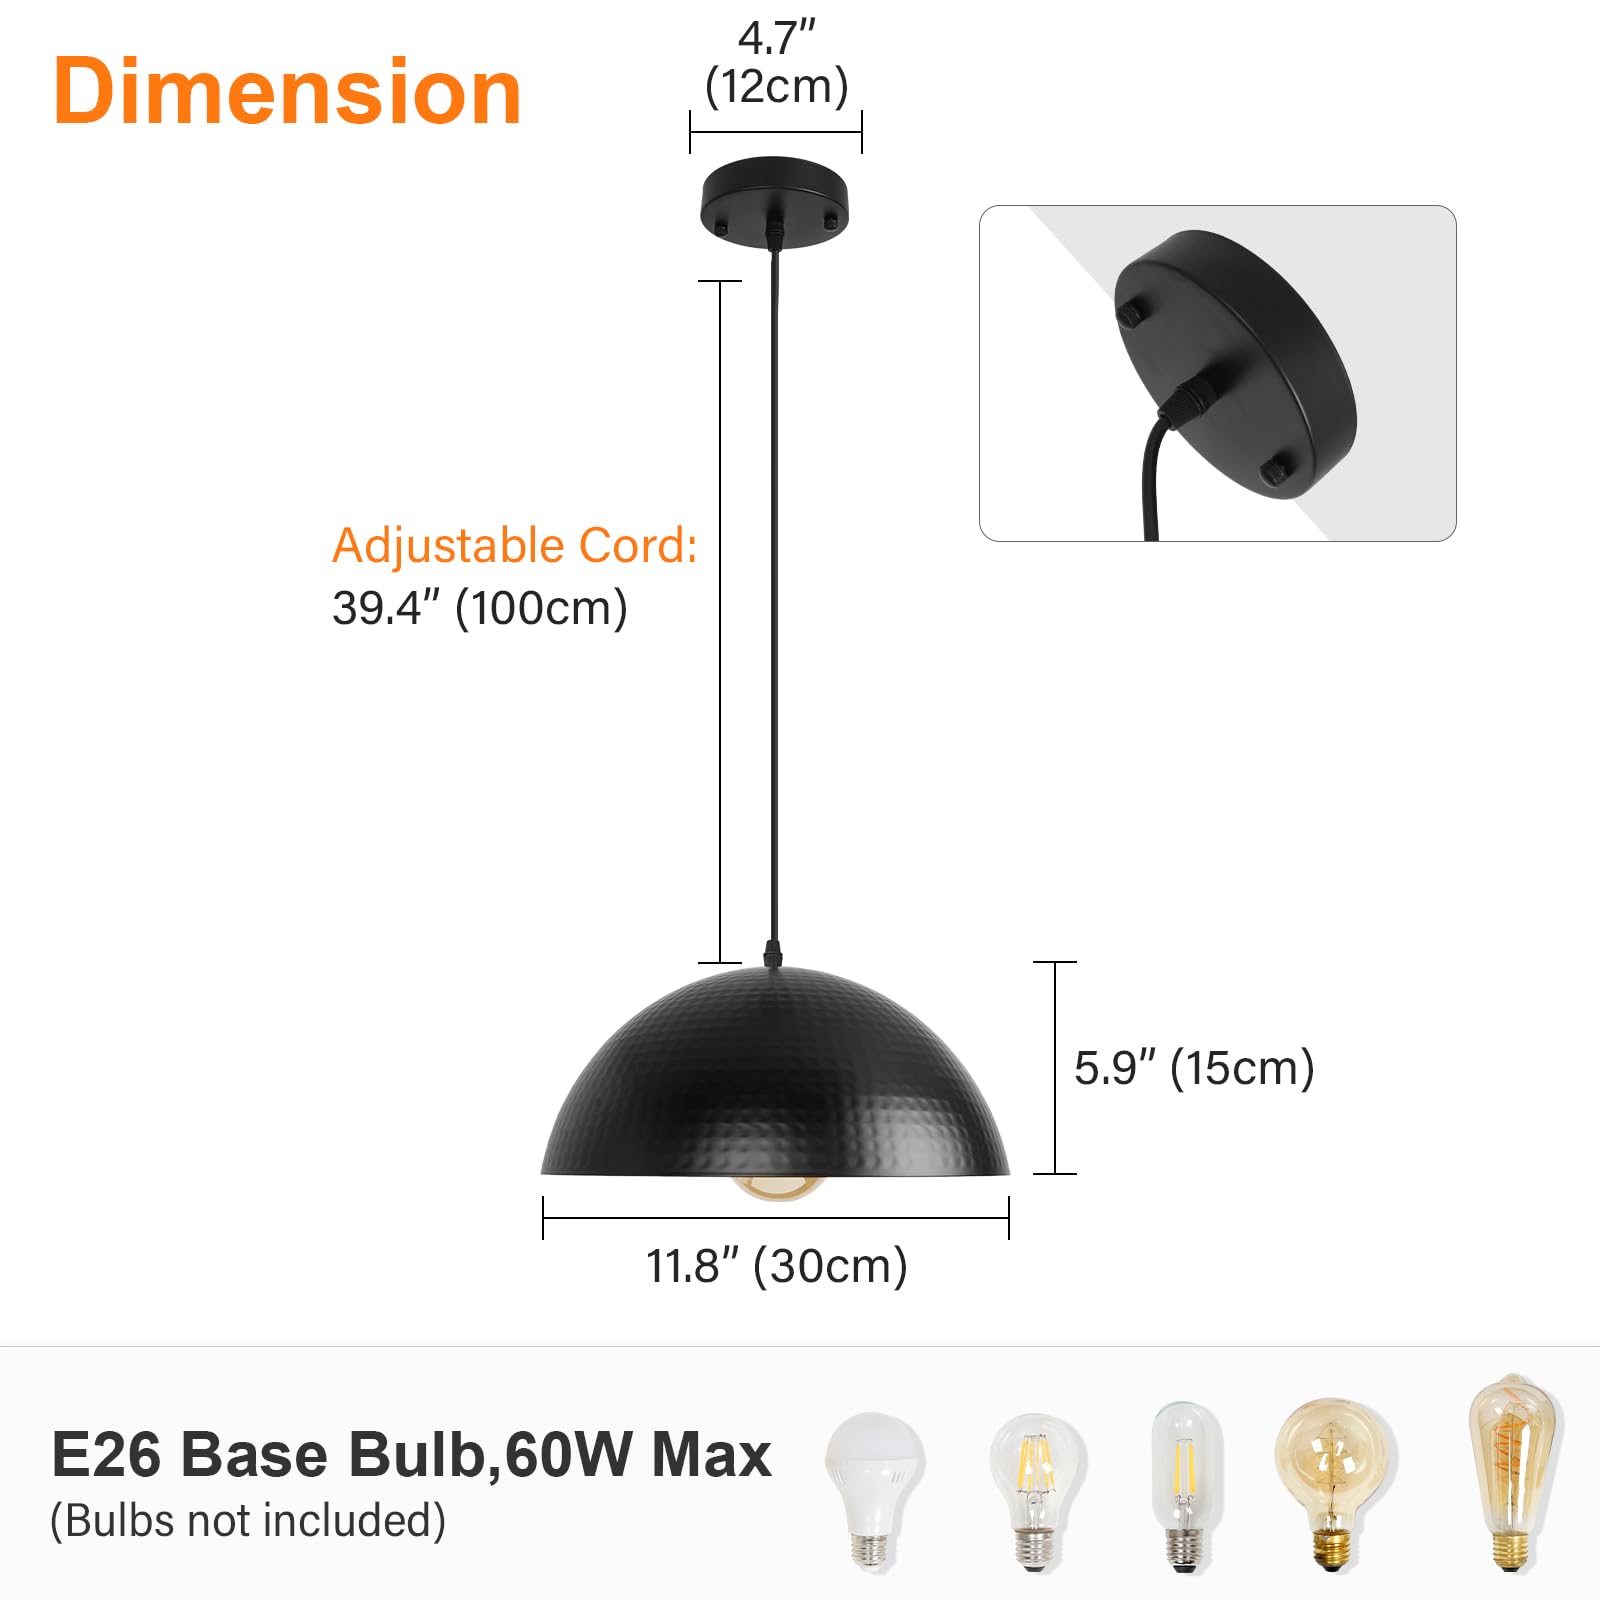 Dimension
4.7″
(12cm)
Adjustable Cord:
39.4″ (100cm)
5.9″ (15cm)
11.8″ (30cm)
E26 Base Bulb,60W Max
(Bulbs not included)